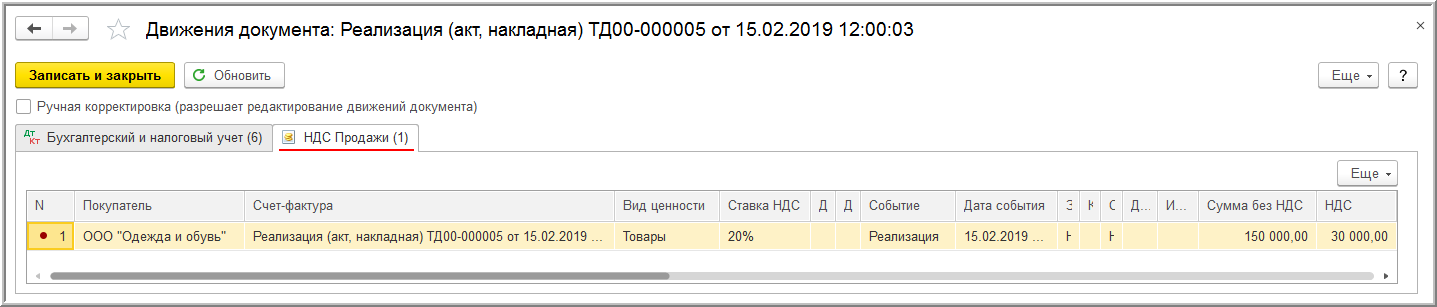 Движения документа: Реализация (акт, накладная) ТД00-000005 от 15.02.2019 12:00:03
Записать и закрыть Обновить Еще ?
Ручная корректировка (разрешает редактирование движений документа)
Дт Кт Бухгалтерский и налоговый учет (6) НДС Продажи (1)
Еще
N Покупатель Счет-фактура Вид ценности Ставка НДС Д Д Событие Дата события К Д... И... Сумма без НДС НДС
1 ООО "Одежда и обувь" Реализация (акт, накладная) ТД00-000005 от 15.02.2019 ... Товары 20% Реализация 15.02.2019 ... 150 000,00 30 000,00